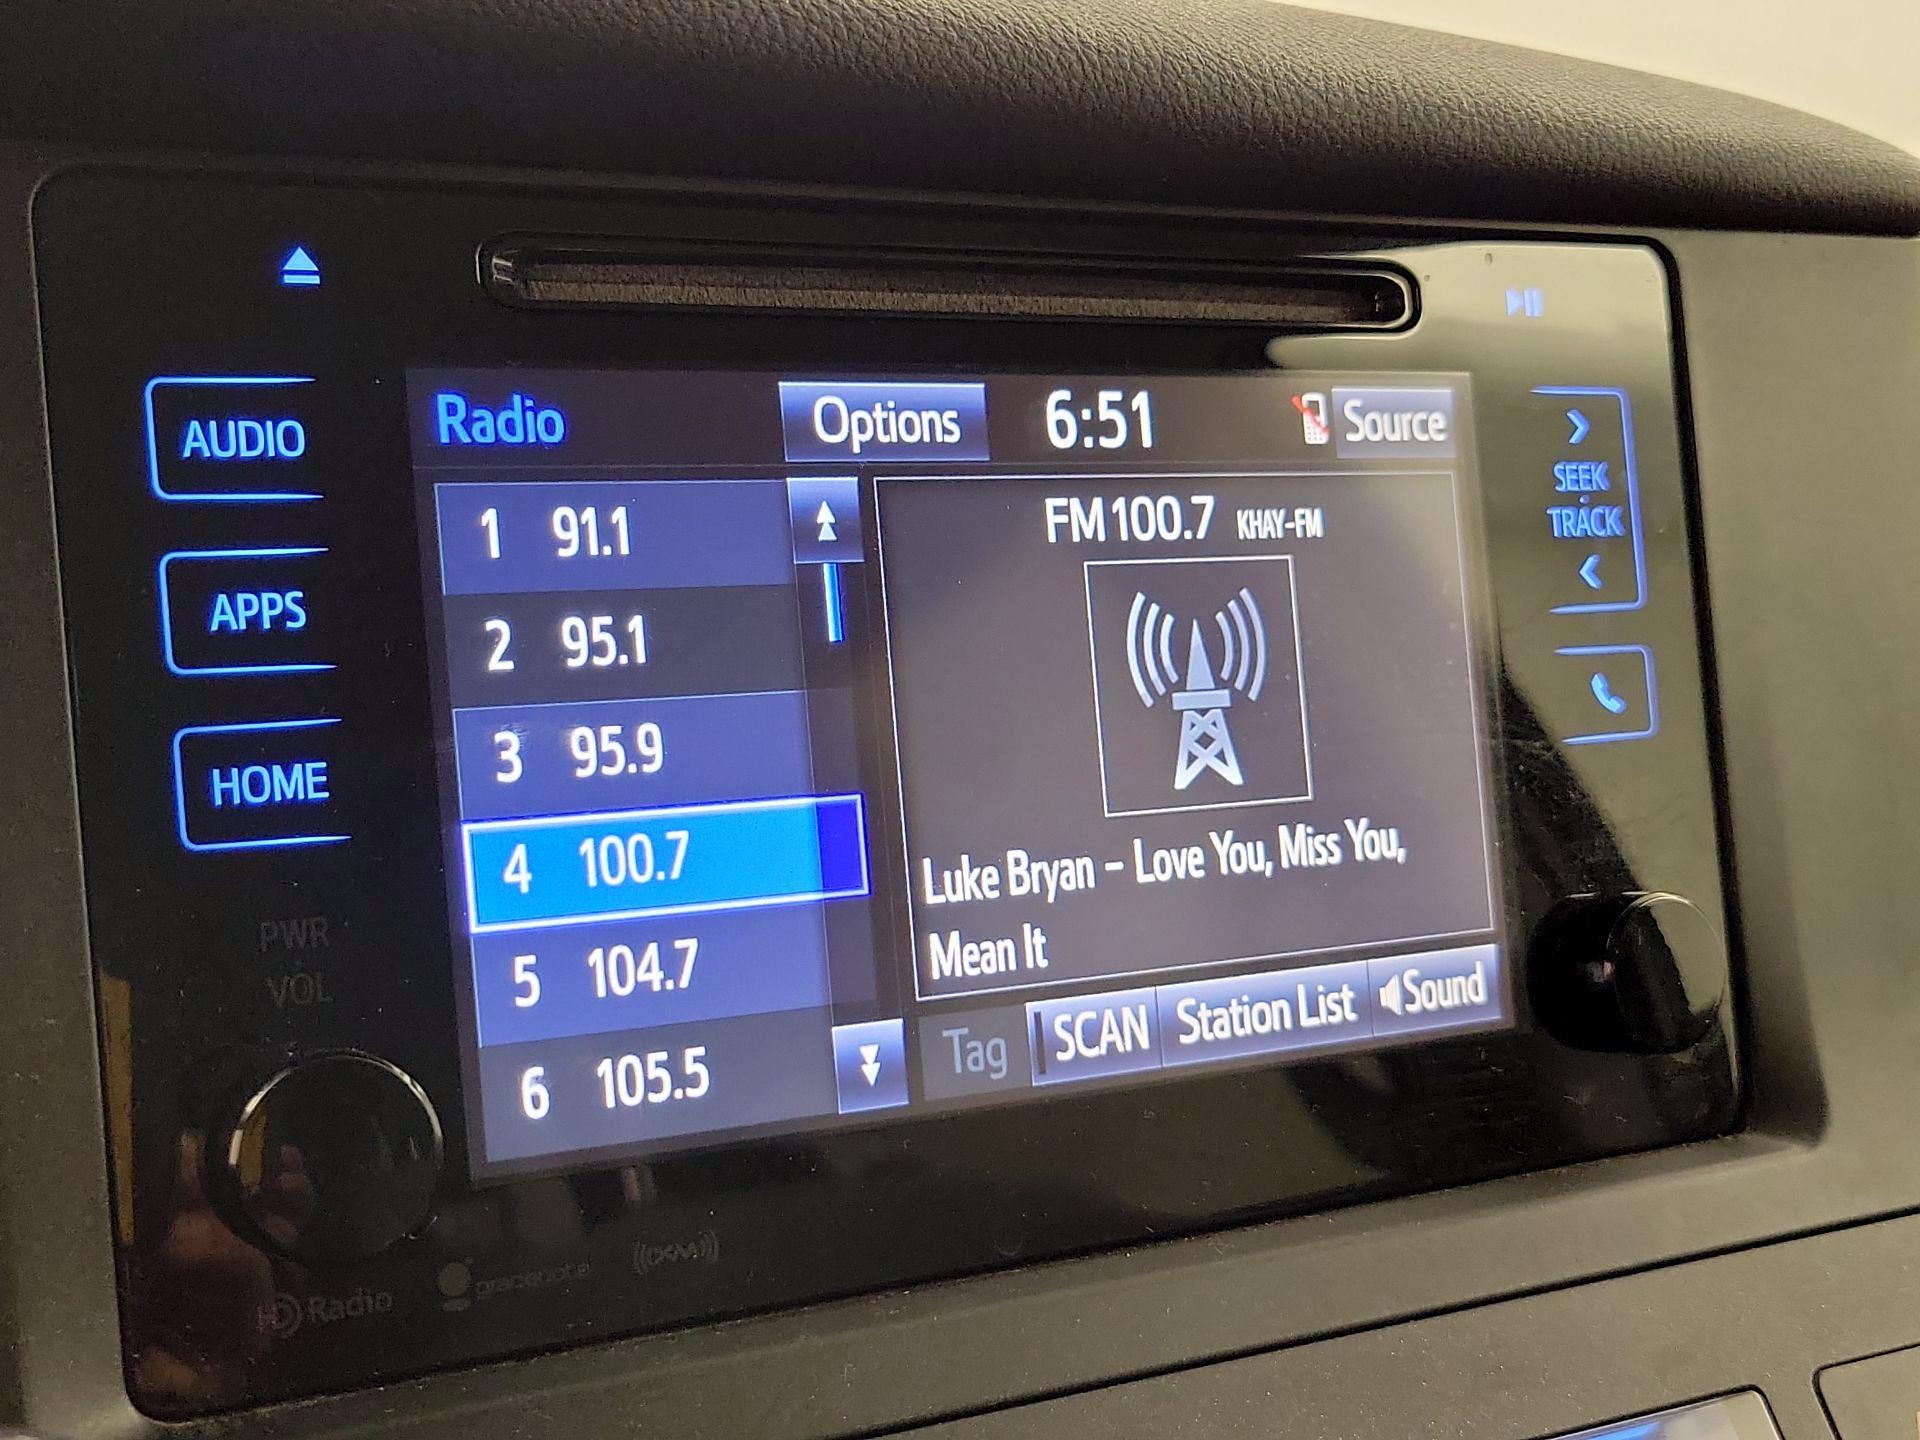 AUDIO
APPS
HOME
PWR
VOL
Radio
Options
6:51
Source
1 91.1
2 95.1
3 95.9
4 100.7
5 104.7
6 105.5
FM 100.7 KHAY-FM
Luke Bryan - Love You, Miss You,
Mean It
Tag
SCAN
Station List
Sound
SEEK
TRACK
HD Radio
gracenote
((XM))